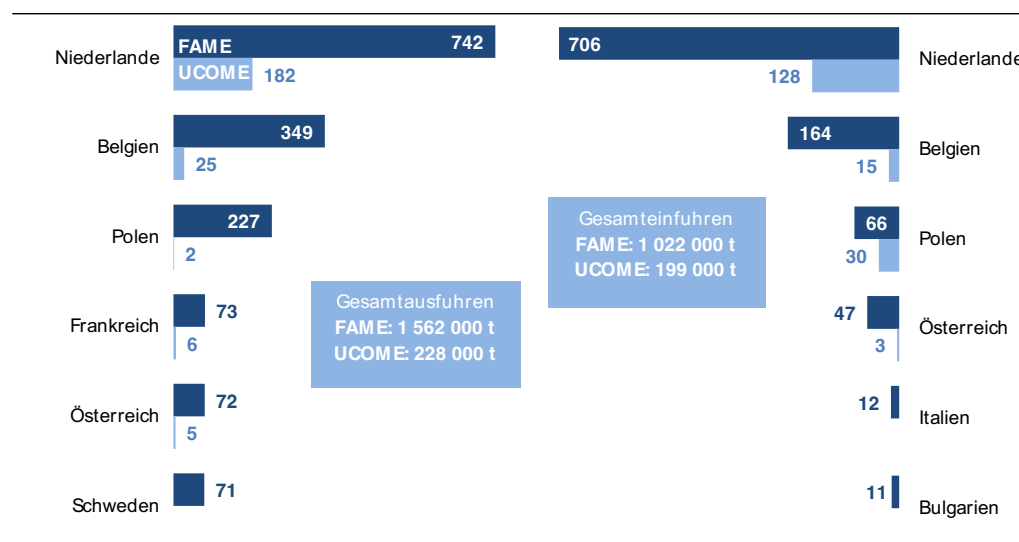 Niederlande
FAME
742
UCOME
182
Belgien
349
25
Polen
227
2
Frankreich
73
6
Österreich
72
5
Schweden
71
Gesamtausfuhren
FAME: 1 562 000 t
UCOME: 228 000 t
706
Niederlande
128
164
Belgien
15
66
Polen
30
47
Österreich
3
12
Italien
11
Bulgarien
Gesamteinfuhren
FAME: 1 022 000 t
UCOME: 199 000 t